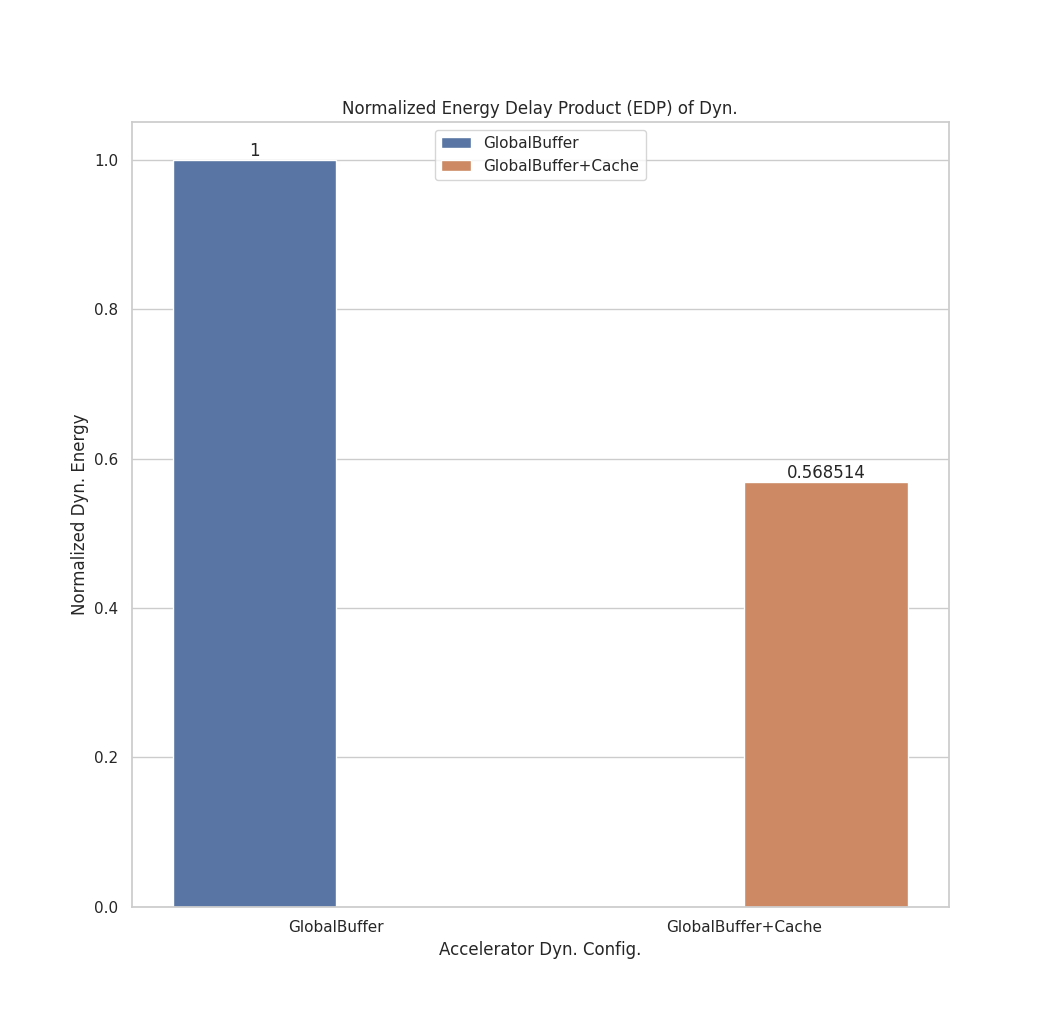 Normalized Energy Delay Product (EDP) of Dyn.
GlobalBuffer
GlobalBuffer+Cache
1
0.568514
1.0
0.8
0.6
0.4
0.2
0.0
Normalized Dyn. Energy
GlobalBuffer
GlobalBuffer+Cache
Accelerator Dyn. Config.